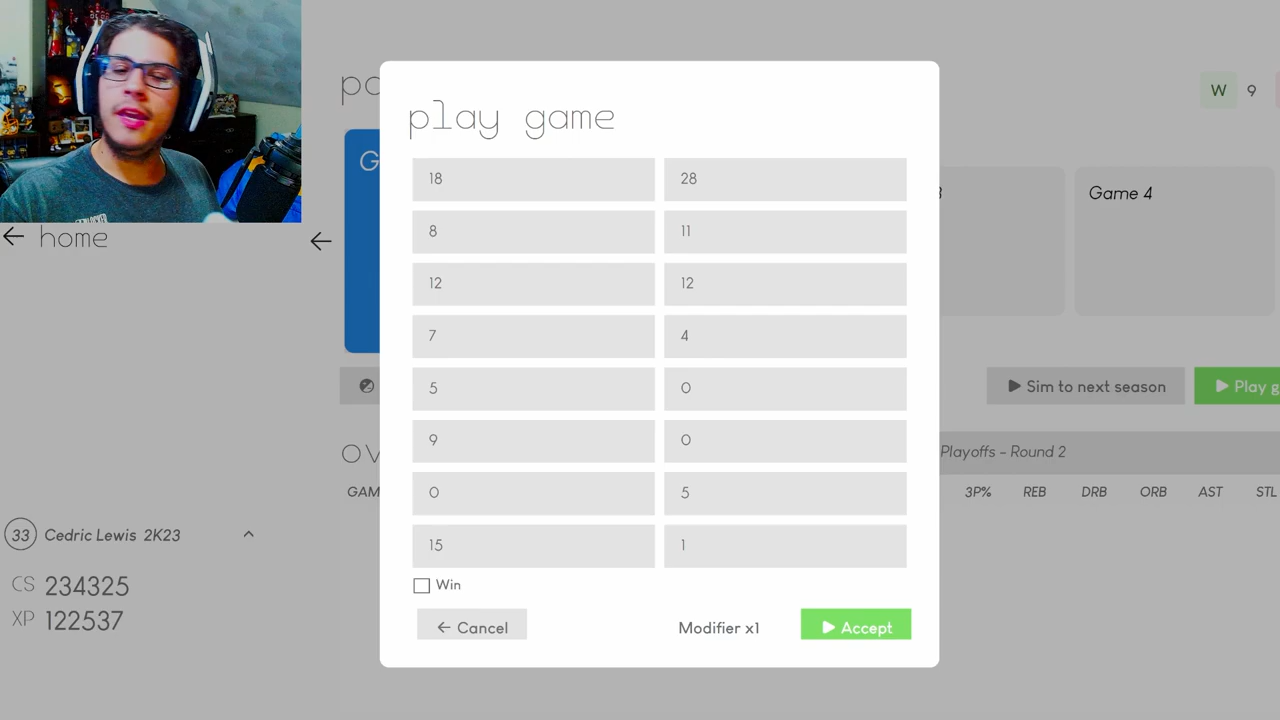 W 9
play game
18 28
8 11
12 12
7 4
5 0
9 0
0 5
15 1
Win
← Cancel
Modifier x1
Accept
← home
←
33 Cedric Lewis 2K23
CS 234325
XP 122537
Game 4
Sim to next season
Play g
Playoffs - Round 2
GAM 3P% REB DRB ORB AST STL